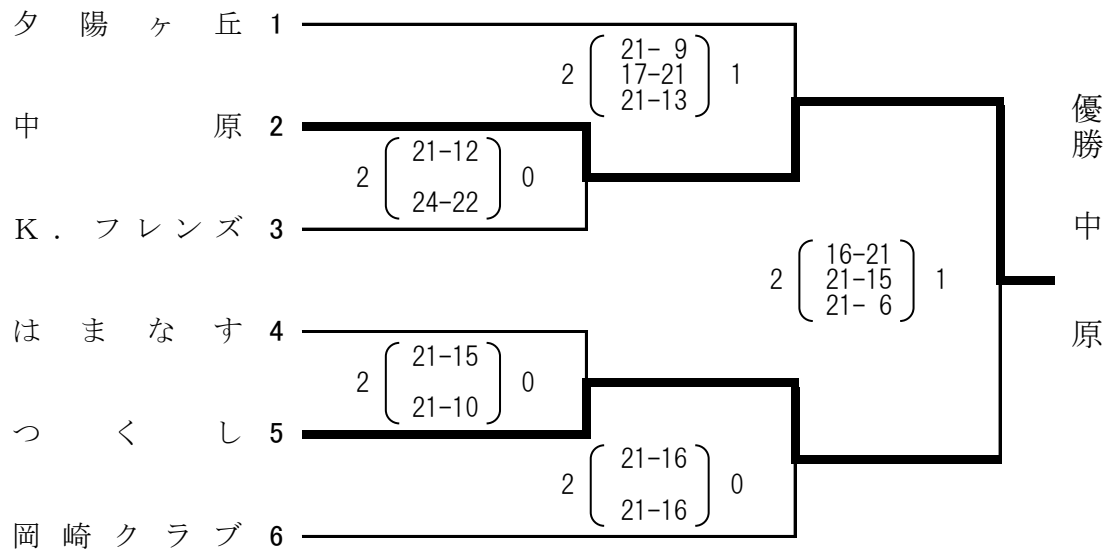 夕陽ヶ丘 1
2 21- 9 1
17-21
21-13
中原 2
2 21-12 0
24-22
K.フレンズ 3
2 16-21 1
21-15
21- 6
優勝 中原
はまなす 4
2 21-15 0
21-10
つくし 5
2 21-16 0
21-16
岡崎クラブ 6